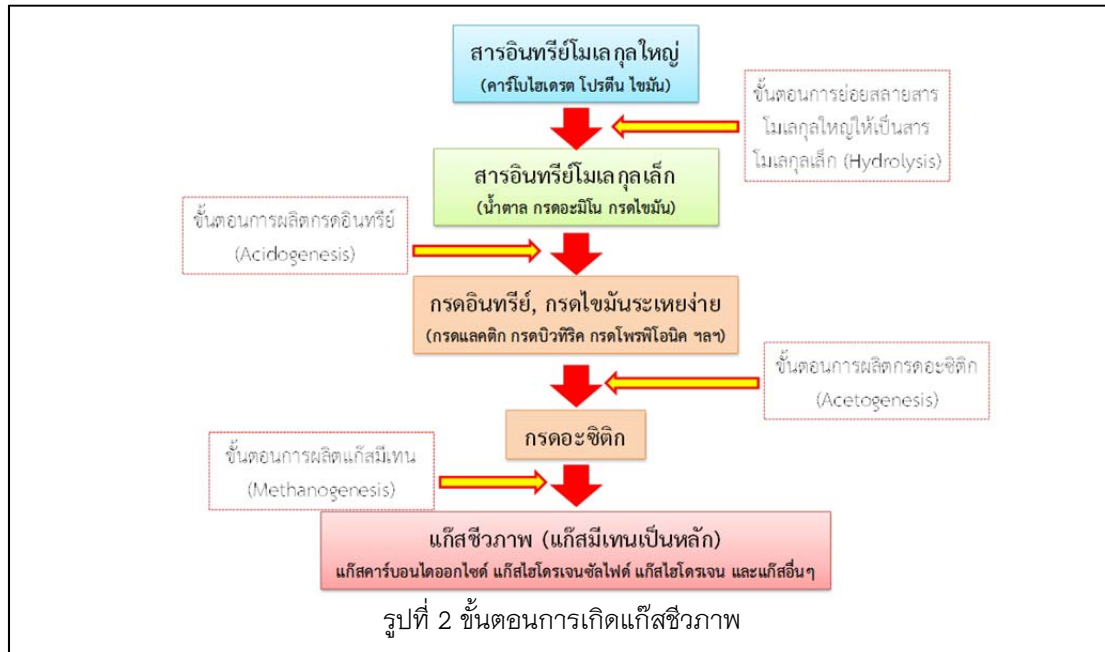 สารอินทรีย์โมเลกุลใหญ่
(คาร์โบไฮเดรต โปรตีน ไขมัน)
ขั้นตอนการย่อยสลายสาร
โมเลกุลใหญ่ให้เป็นสาร
โมเลกุลเล็ก (Hydrolysis)
สารอินทรีย์โมเลกุลเล็ก
(น้ำตาล กรดอะมิโน กรดไขมัน)
ขั้นตอนการผลิตกรดอินทรีย์
(Acidogenesis)
กรดอินทรีย์, กรดไขมันระเหยง่าย
(กรดแลคติก กรดบิวทีริค กรดโพรพิโอนิค ฯลฯ)
ขั้นตอนการผลิตกรดอะซิติก
(Acetogenesis)
กรดอะซิติก
ขั้นตอนการผลิตแก๊สมีเทน
(Methanogenesis)
แก๊สชีวภาพ (แก๊สมีเทนเป็นหลัก)
แก๊สคาร์บอนไดออกไซด์ แก๊สไฮโดรเจนซัลไฟด์ แก๊สไฮโดรเจน และแก๊สอื่นๆ
รูปที่ 2 ขั้นตอนการเกิดแก๊สชีวภาพ